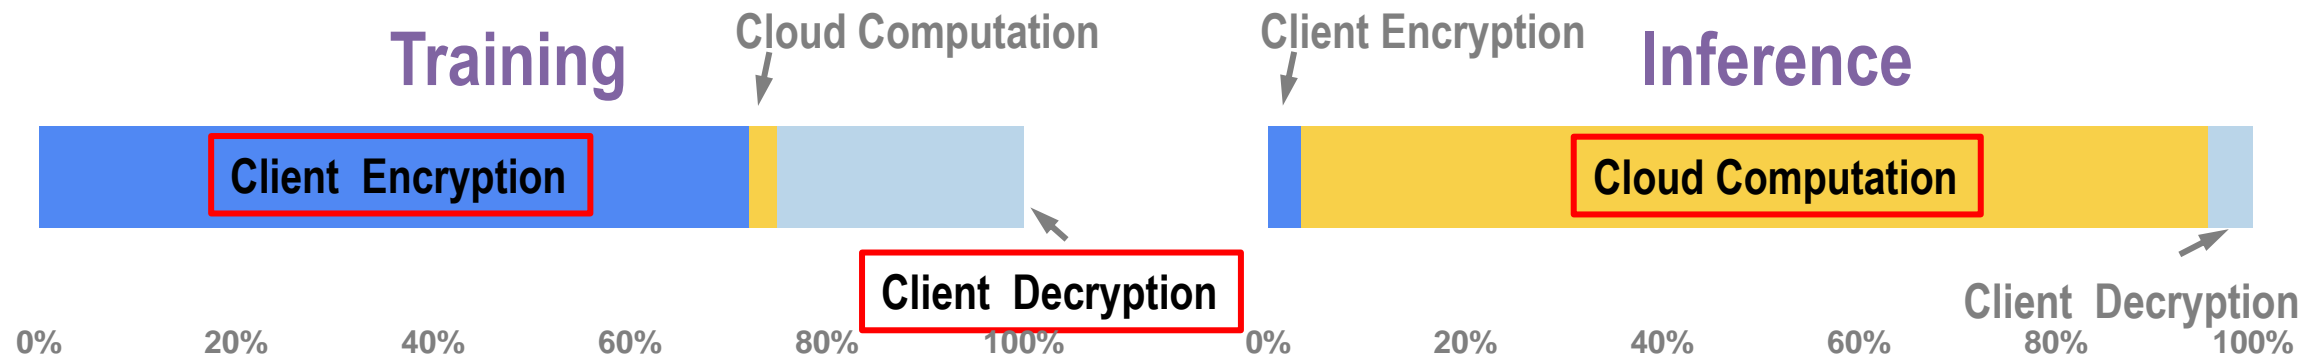 Training
Cloud Computation
Client Encryption
Client Decryption
0% 20% 40% 60% 80% 100%
Client Encryption
Inference
Cloud Computation
Client Decryption
0% 20% 40% 60% 80% 100%